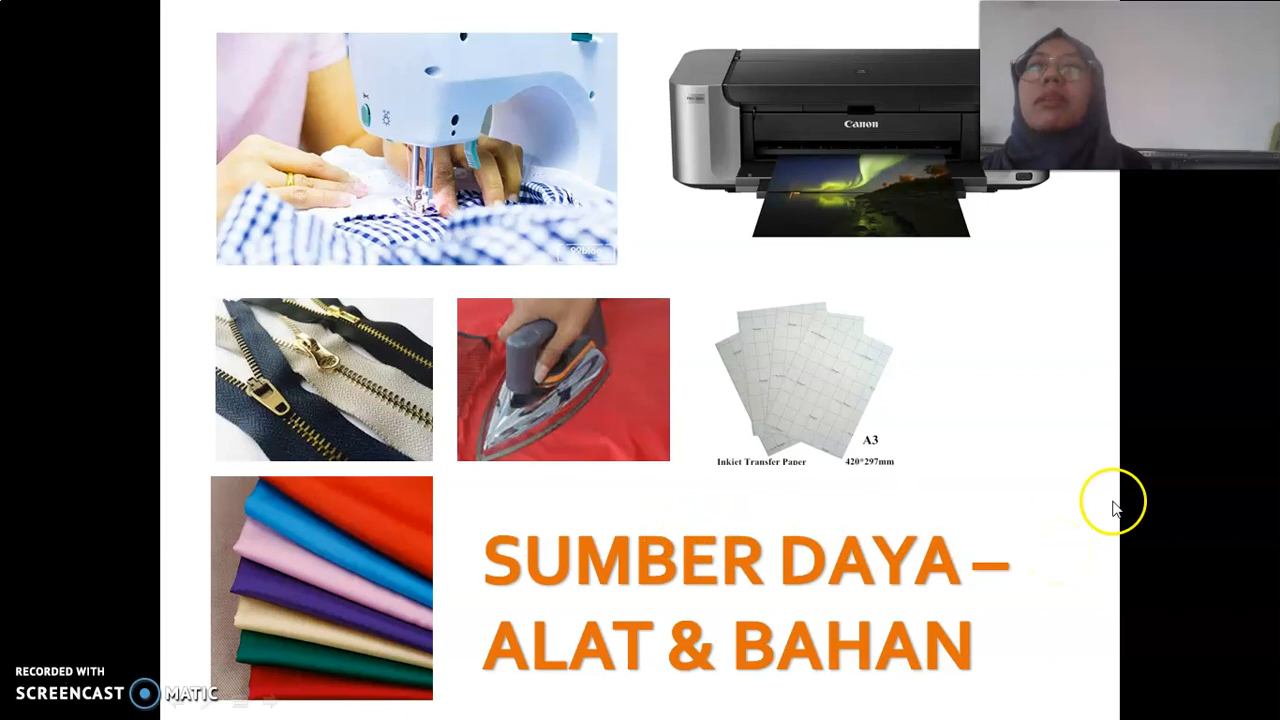 Canon
A3
Inkjet Transfer Paper 420*297mm
SUMBER DAYA –
ALAT & BAHAN
RECORDED WITH
SCREENCAST MATIC